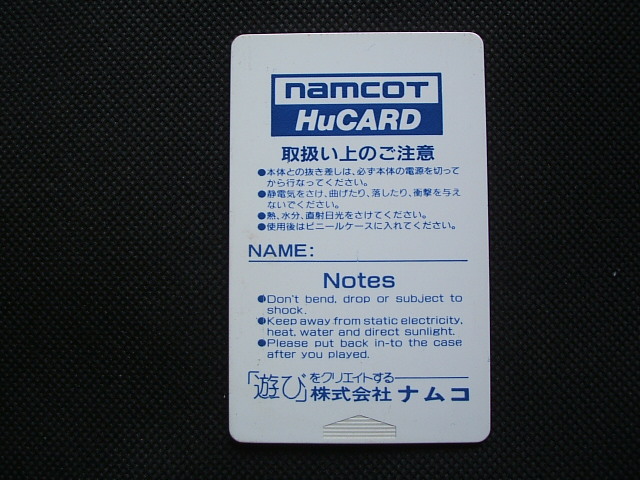 namcoT
HuCARD
取扱い上のご注意
●本体との抜き差しは、必ず本体の電源を切って
から行なってください。
●静電気をさけ、曲げたり、落したり、衝撃を与え
ないでください。
●熱、水分、直射日光をさけてください。
●使用後はビニールケースに入れてください。
NAME:
Notes
●Don't bend, drop or subject to
shock.
●Keep away from static electricity,
heat, water and direct sunlight.
●Please put back in-to the case
after you played.
「遊び」をクリエイトする
株式会社 ナムコ